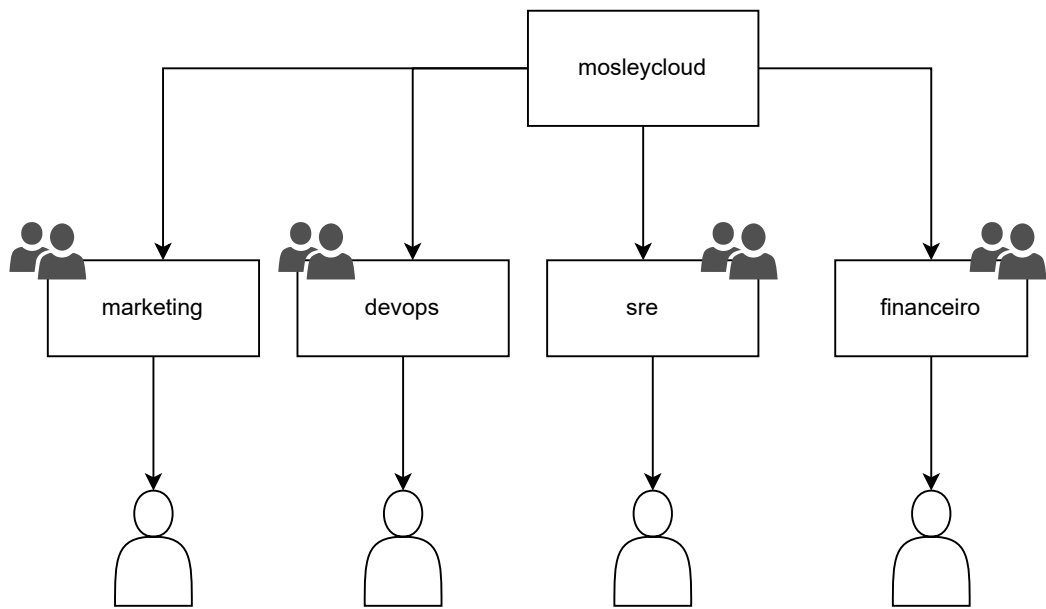 mosleycloud
marketing
devops
sre
financeiro